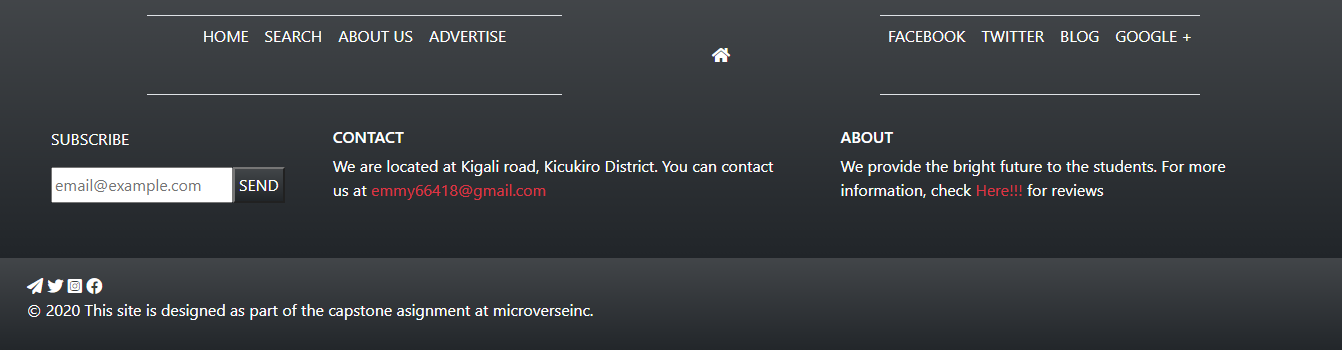 HOME SEARCH ABOUT US ADVERTISE
FACEBOOK TWITTER BLOG GOOGLE +
SUBSCRIBE
email@example.com SEND
CONTACT
We are located at Kigali road, Kicukiro District. You can contact
us at emmy66418@gmail.com
ABOUT
We provide the bright future to the students. For more
information, check Here!!! for reviews
© 2020 This site is designed as part of the capstone asignment at microverseinc.